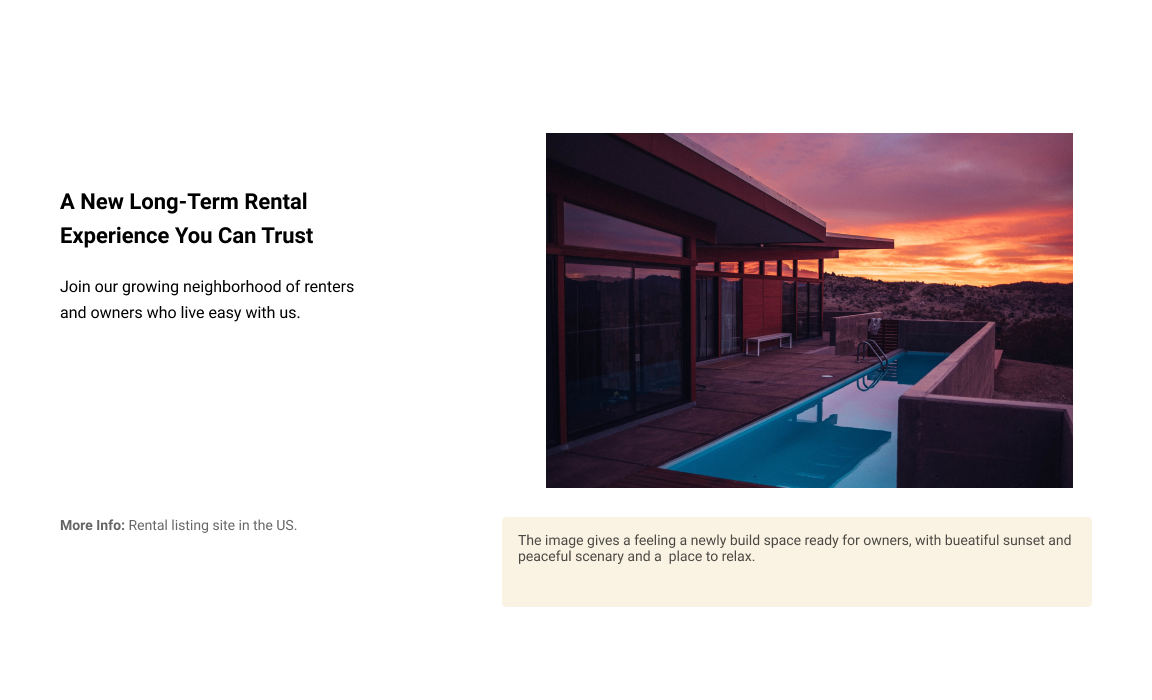 A New Long-Term Rental
Experience You Can Trust
Join our growing neighborhood of renters
and owners who live easy with us.
More Info: Rental listing site in the US.
The image gives a feeling a newly build space ready for owners, with bueatiful sunset and
peaceful scenary and a  place to relax.